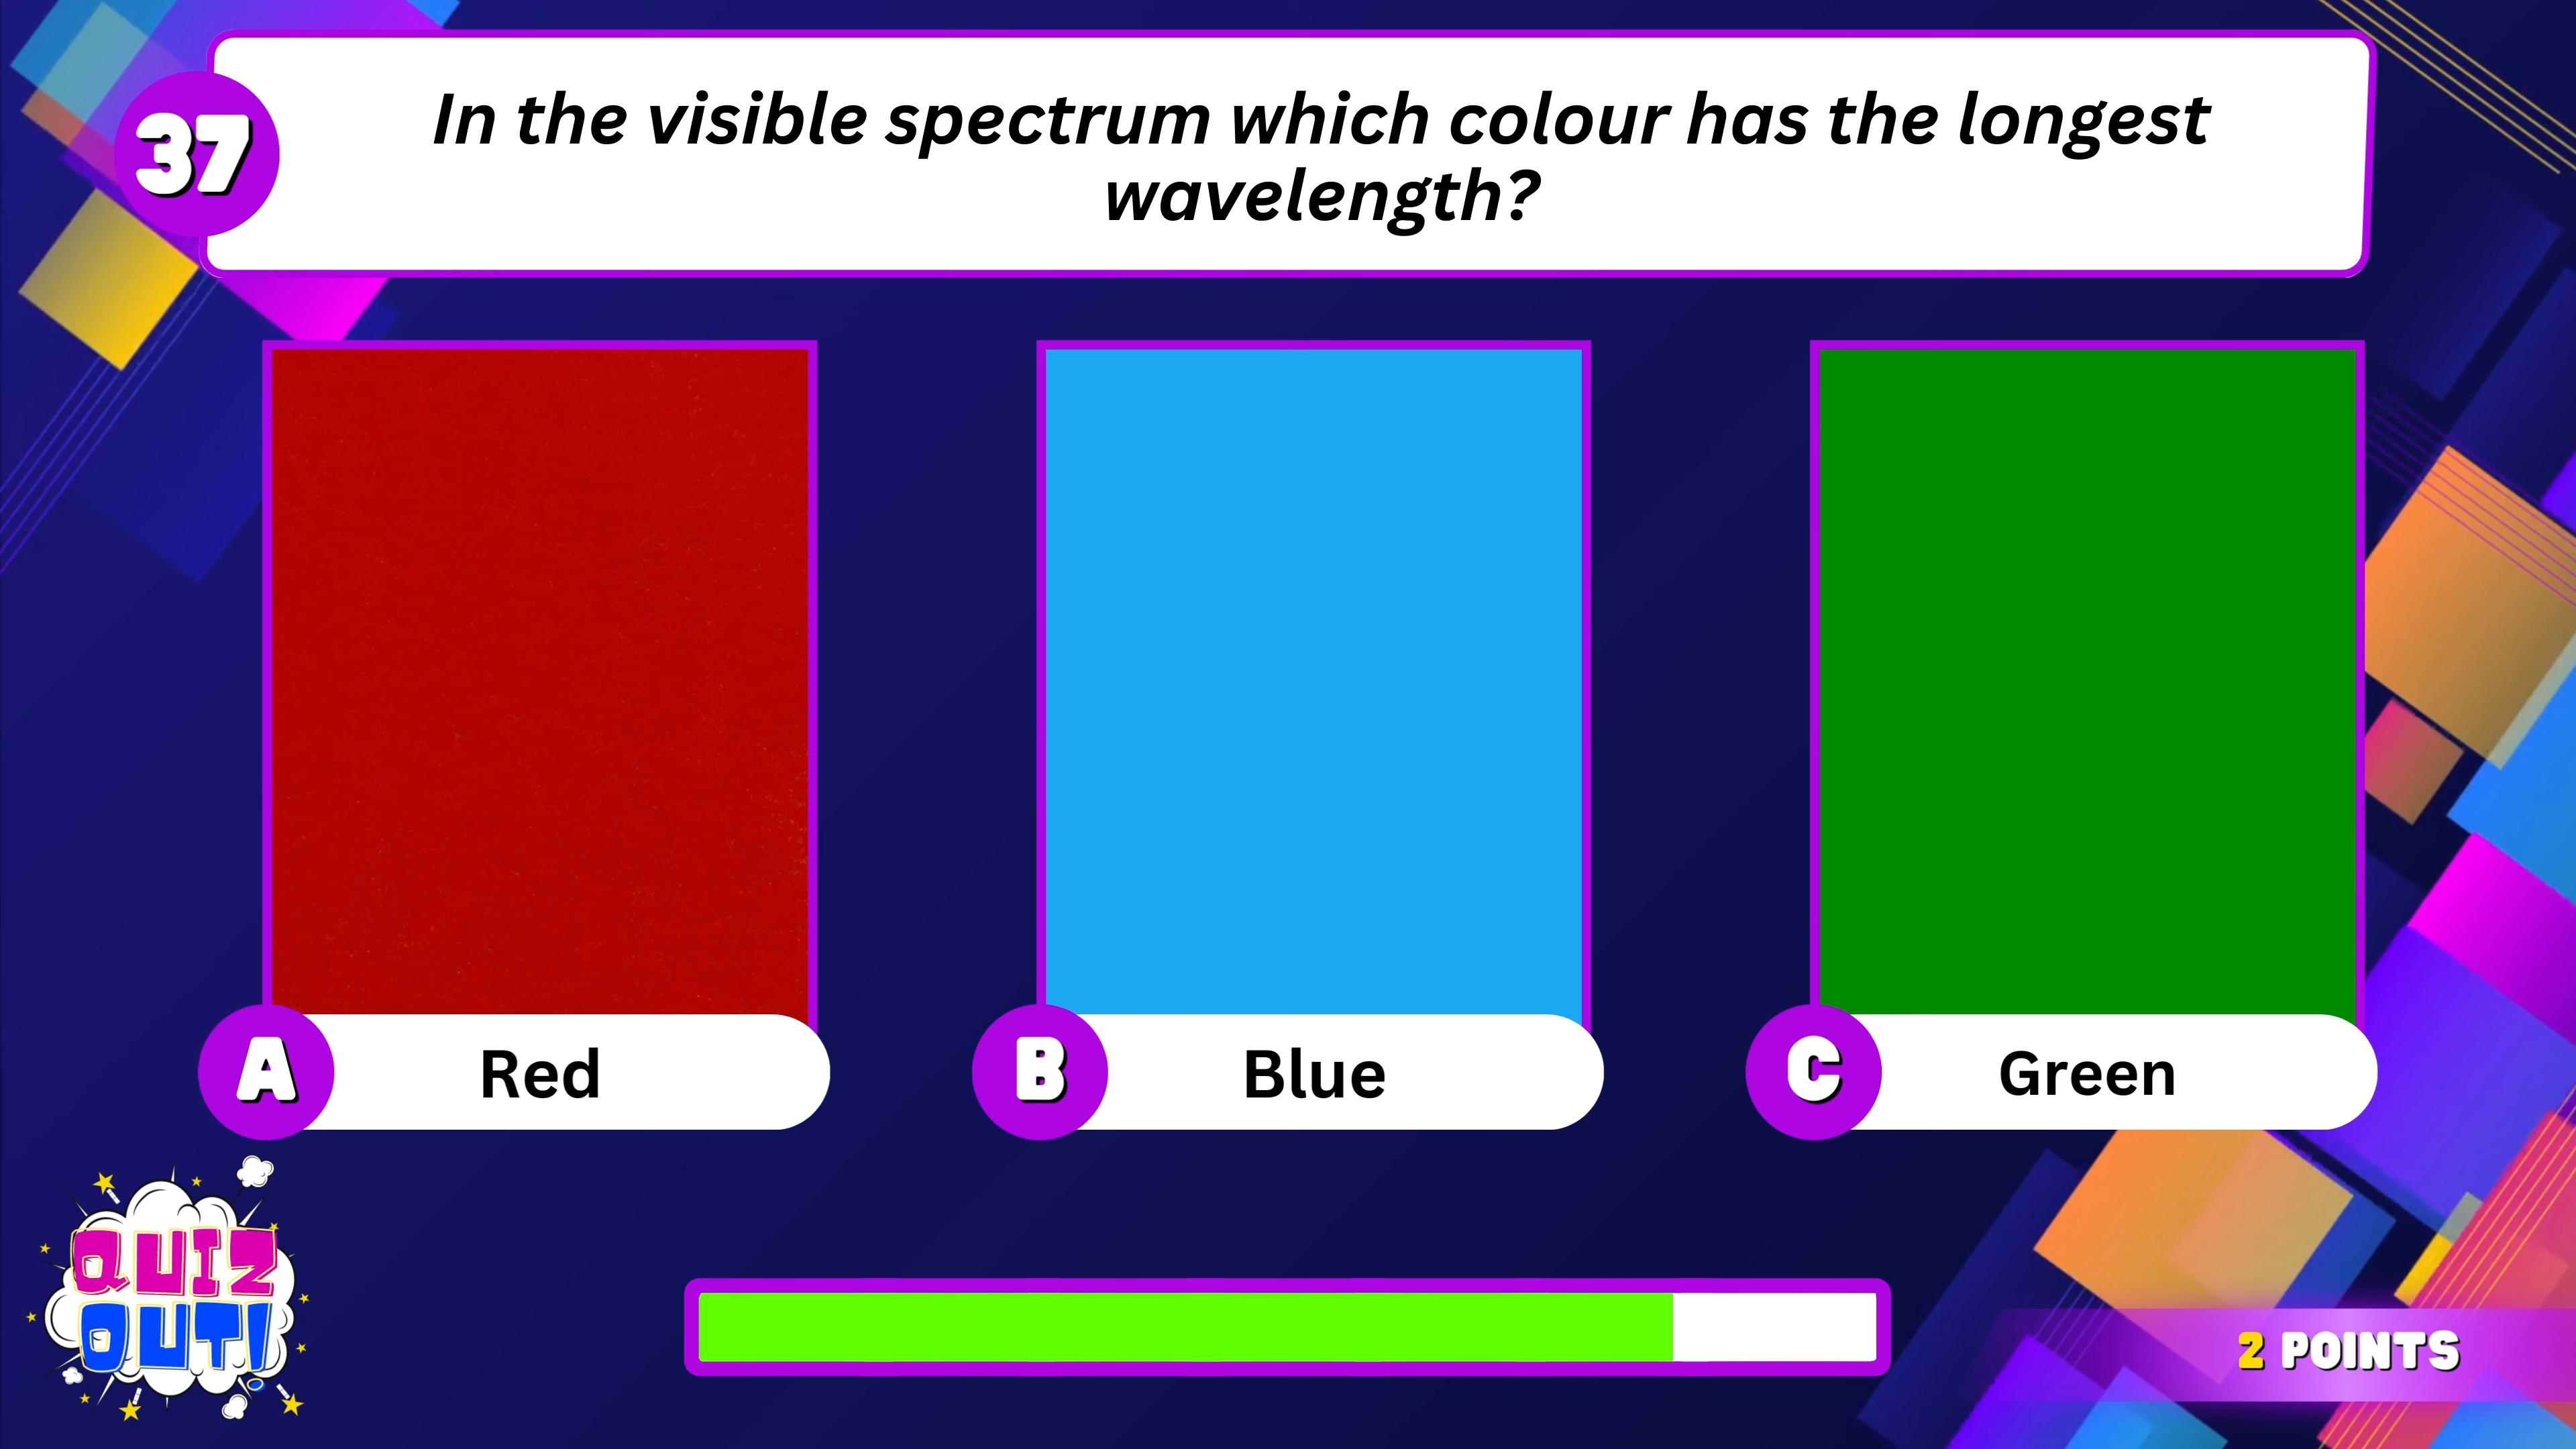 37
In the visible spectrum which colour has the longest
wavelength?
A
Red
B
Blue
C
Green
QUIZ
OUT!
2 POINTS